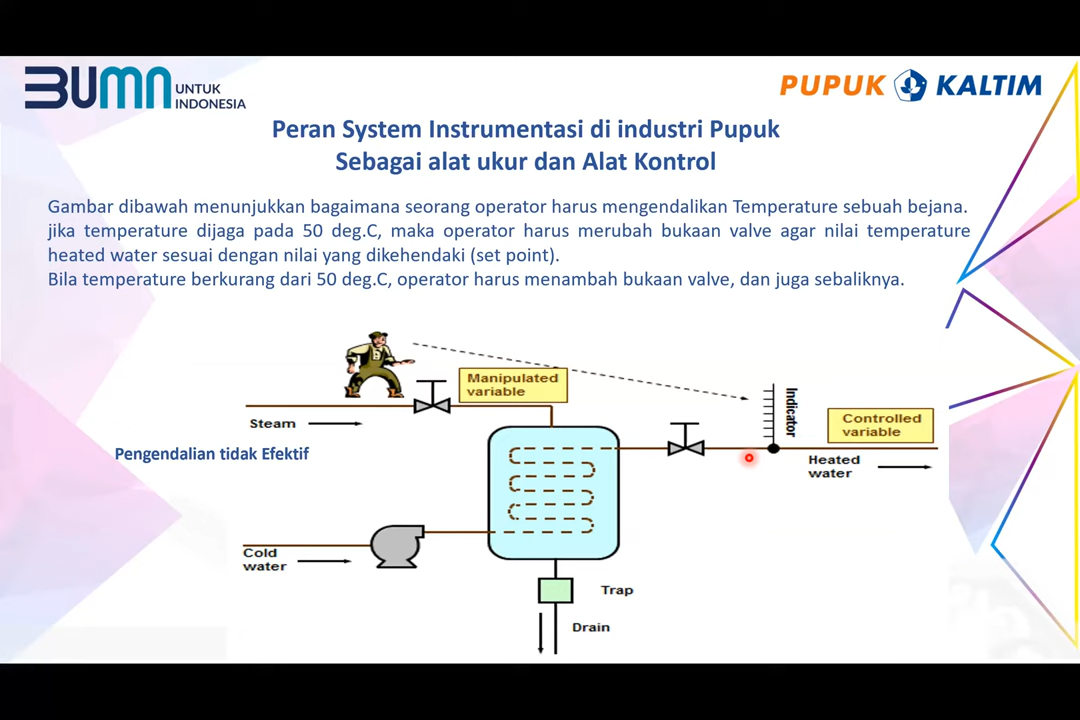 BUMN UNTUK
INDONESIA
PUPUK KALTIM
Peran System Instrumentasi di industri Pupuk
Sebagai alat ukur dan Alat Kontrol
Gambar dibawah menunjukkan bagaimana seorang operator harus mengendalikan Temperature sebuah bejana.
jika temperature dijaga pada 50 deg.C, maka operator harus merubah bukaan valve agar nilai temperature
heated water sesuai dengan nilai yang dikehendaki (set point).
Bila temperature berkurang dari 50 deg.C, operator harus menambah bukaan valve, dan juga sebaliknya.
Manipulated
variable
Indicator
Controlled
variable
Steam
Pengendalian tidak Efektif
Heated
water
Cold
water
Trap
Drain